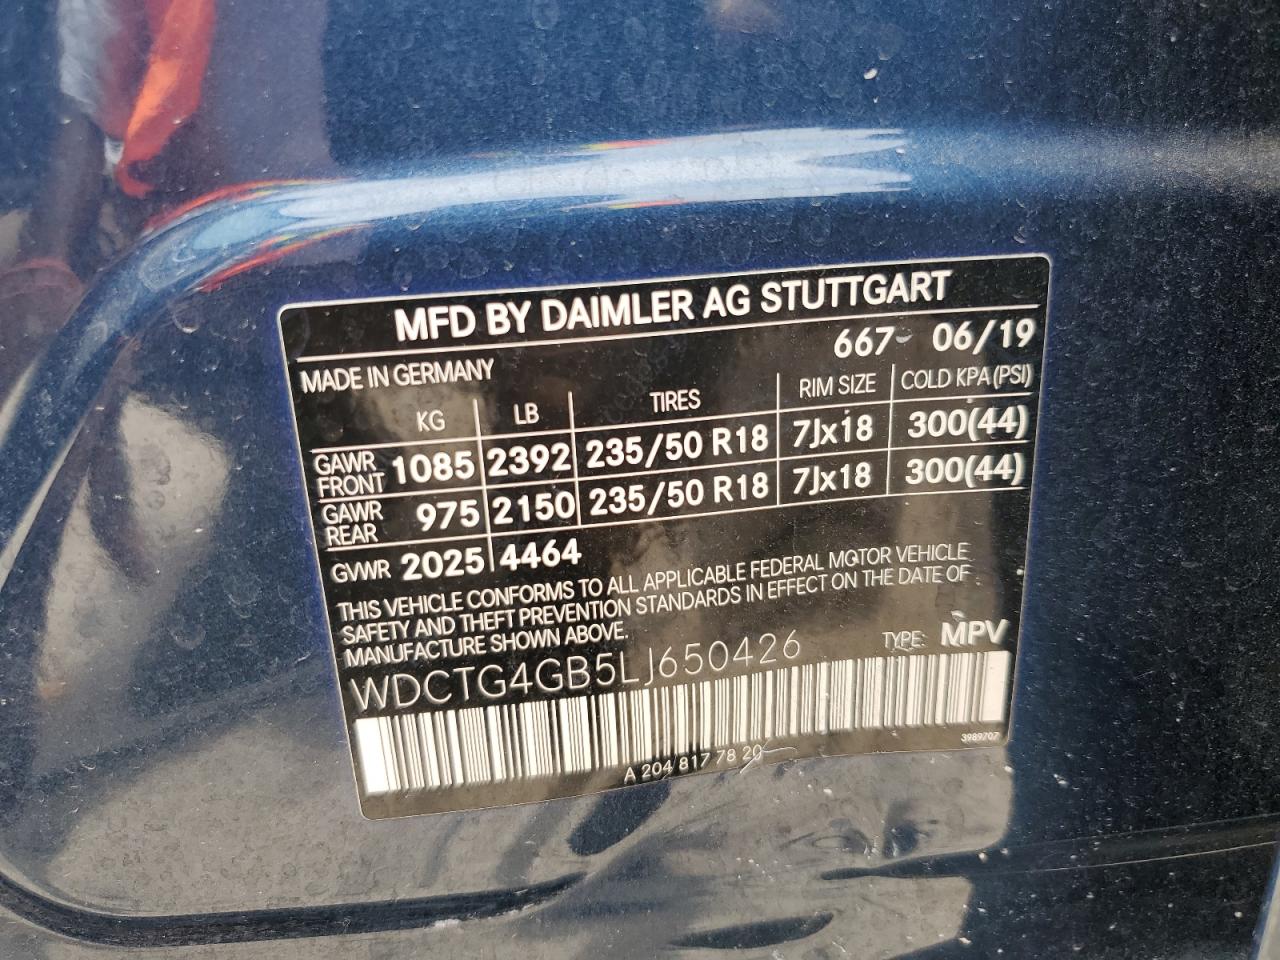 MFD BY DAIMLER AG STUTTGART
667 06/19
MADE IN GERMANY
KG LB TIRES RIM SIZE COLD KPA (PSI)
GAWR FRONT 1085 2392 235/50 R18 7Jx18 300(44)
GAWR REAR 975 2150 235/50 R18 7Jx18 300(44)
GVWR 2025 4464
THIS VEHICLE CONFORMS TO ALL APPLICABLE FEDERAL MOTOR VEHICLE
SAFETY AND THEFT PREVENTION STANDARDS IN EFFECT ON THE DATE OF
MANUFACTURE SHOWN ABOVE.
WDCTG4GB5LJ650426 TYPE: MPV
3989707
A 204 817 78 20